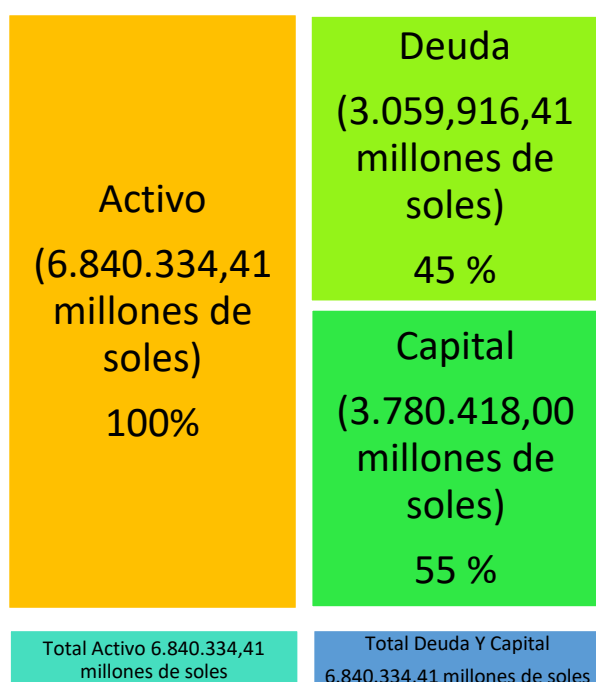 Activo
(6.840.334,41
millones de
soles)
100%
Deuda
(3.059,916,41
millones de
soles)
45 %
Capital
(3.780.418,00
millones de
soles)
55 %
Total Activo 6.840.334,41
millones de soles
Total Deuda Y Capital
6.840.334,41 millones de soles